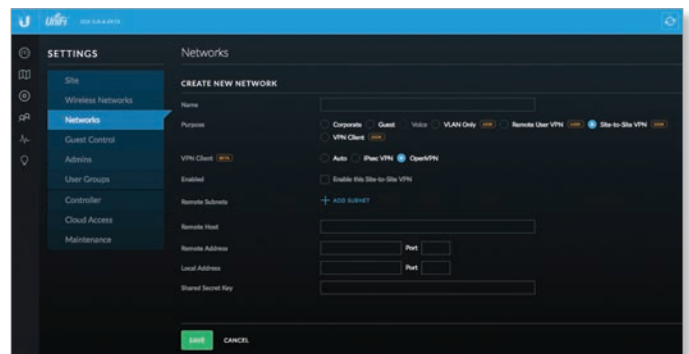 UniFi
SETTINGS
Site
Wireless Networks
Networks
Guest Control
Admins
User Groups
Controller
Cloud Access
Maintenance
Networks
CREATE NEW NETWORK
Name
Purpose Corporate Guest Voice VLAN Only Remote User VPN Site-to-Site VPN
VPN Client
VPN Client BETA Auto IPsec VPN OpenVPN
Enabled Enable this Site-to-Site VPN
Remote Subnets + ADD SUBNET
Remote Host
Remote Address Port
Local Address Port
Shared Secret Key
SAVE CANCEL